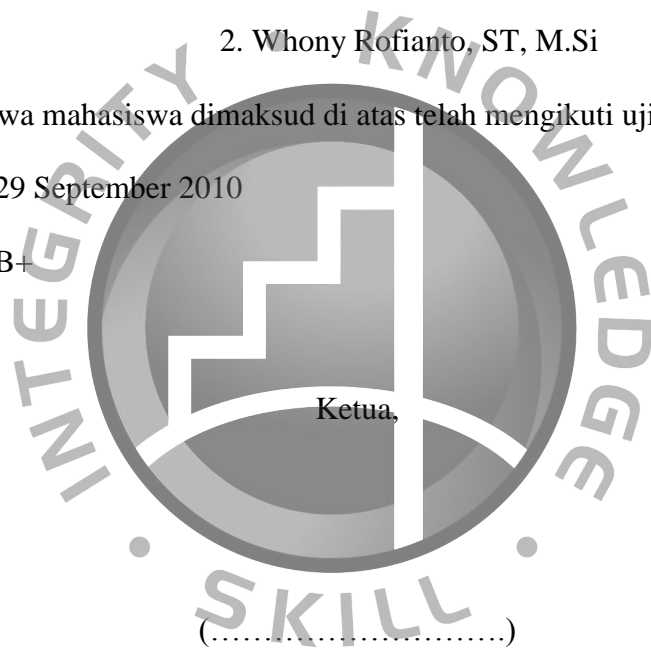 2. Whony Rofianto, ST, M.Si
wa mahasiswa dimaksud di atas telah mengikuti uji
29 September 2010
B+
Ketua,
(……………………….)
INTEGRITY • KNOWLEDGE • SKILL •